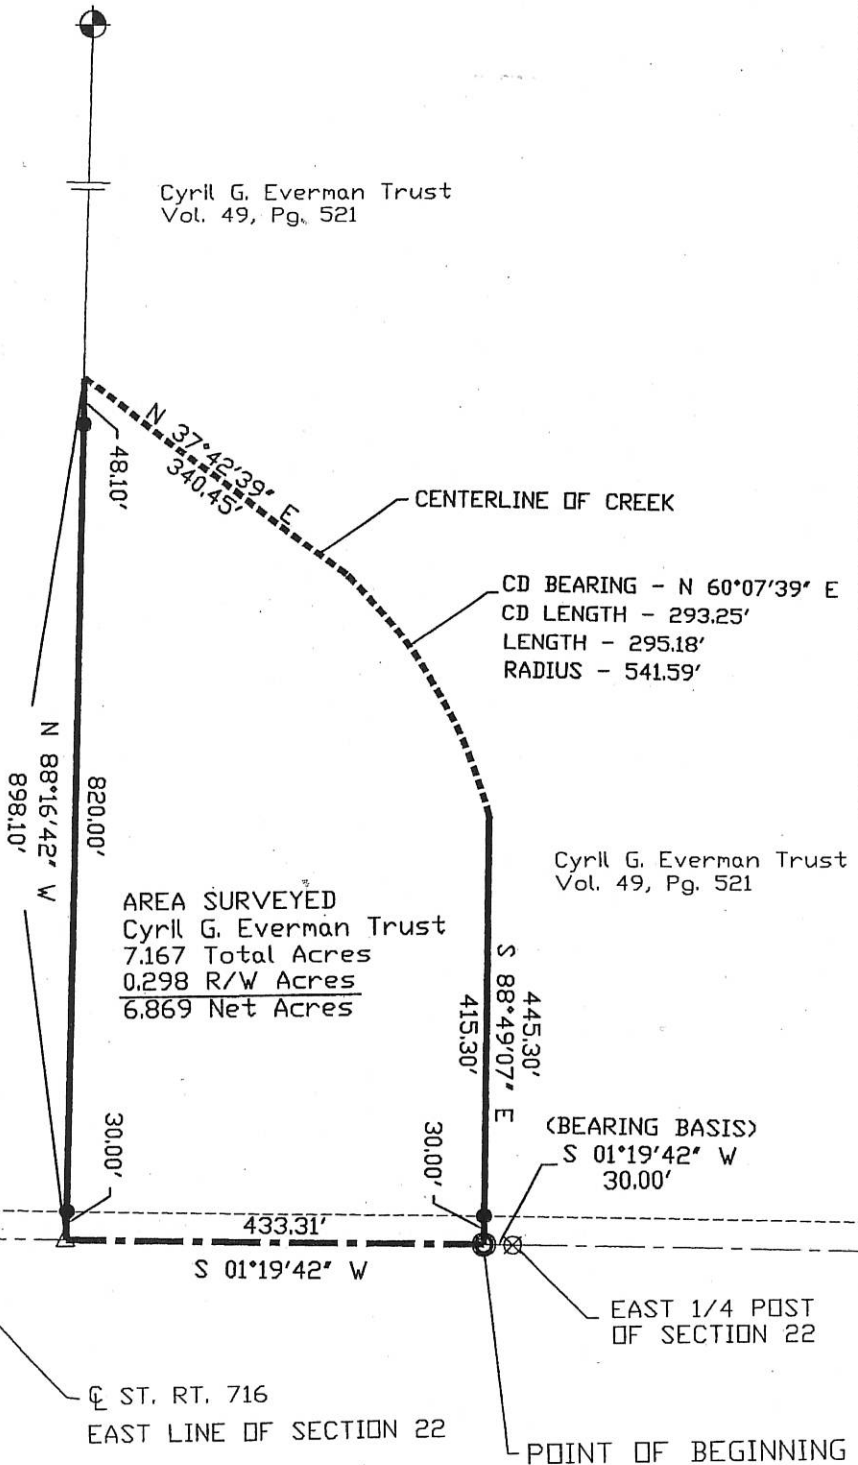 Cyril G. Everman Trust
Vol. 49, Pg. 521
N 37°42'39" E
340.45'
48.10'
CENTERLINE OF CREEK
CD BEARING - N 60°07'39" E
CD LENGTH - 293.25'
LENGTH - 295.18'
RADIUS - 541.59'
N 88°16'42" W
898.10'
820.00'
Cyril G. Everman Trust
Vol. 49, Pg. 521
AREA SURVEYED
Cyril G. Everman Trust
7.167 Total Acres
0.298 R/W Acres
6.869 Net Acres
445.30'
S 88°49'07" E
415.30'
30.00'
30.00'
(BEARING BASIS)
S 01°19'42" W
30.00'
433.31'
S 01°19'42" W
EAST 1/4 POST
OF SECTION 22
℄ ST. RT. 716
EAST LINE OF SECTION 22
POINT OF BEGINNING